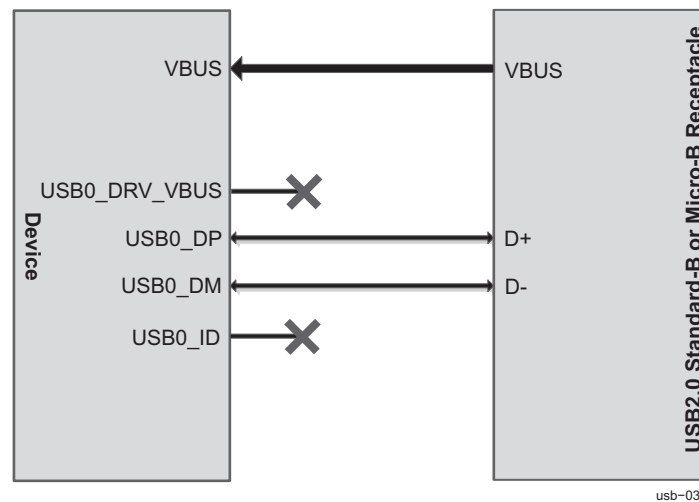 VBUS
VBUS
USB0_DRV_VBUS
USB0_DP
D+
USB0_DM
D-
USB0_ID
Device
USB2.0 Standard-B or Micro-B Receptacle
usb-03